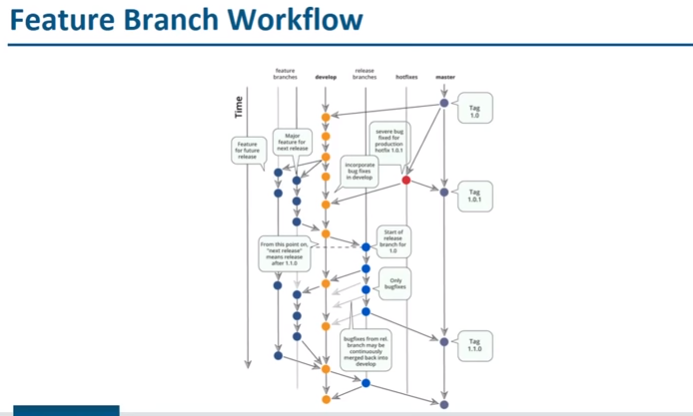 Feature Branch Workflow
feature
branches
develop
release
branches
hotfixes
master
Time
Tag
1.0
Feature
for future
release
Major
feature for
next release
severe bug
fixed for
production
hotfix 1.0.1
incorporate
bug fixes
in develop
Tag
1.0.1
Start of
release
branch for
1.0
From this point on,
"next release"
means release
after 1.1.0
Only
bugfixes
bugfixes from rel.
branch may be
continuously
merged back into
develop
Tag
1.1.0